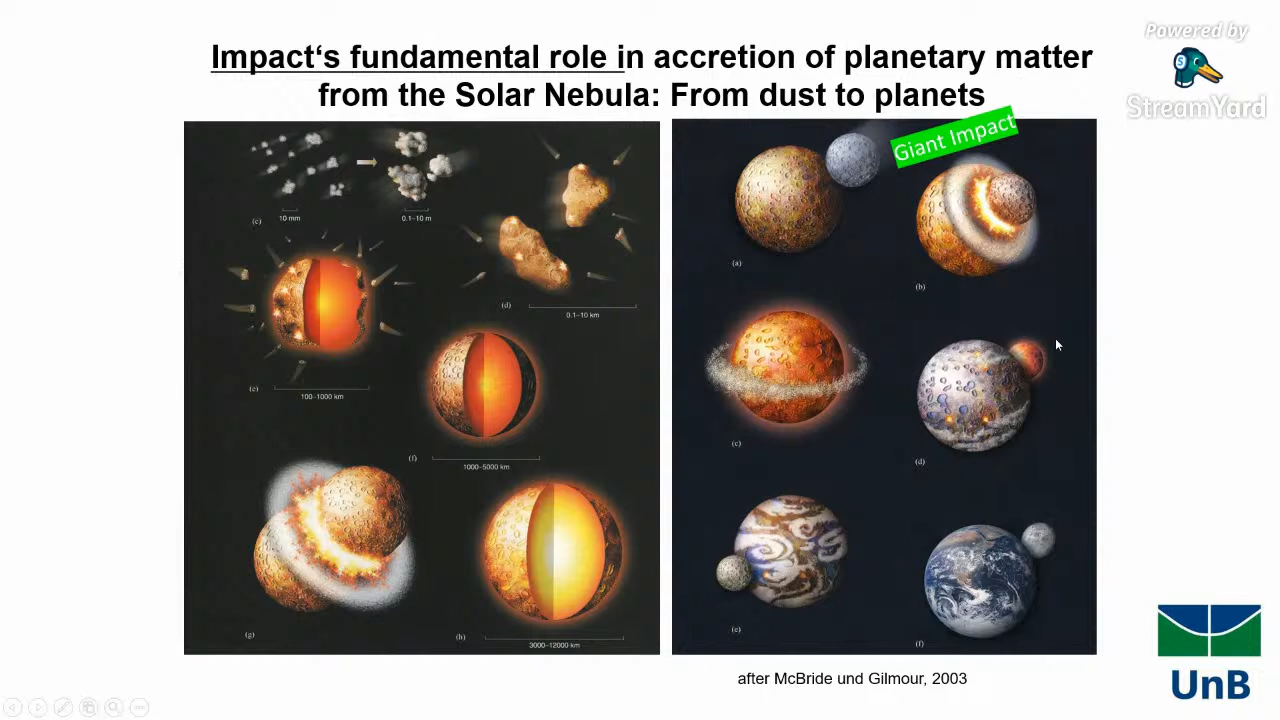 Impact‘s fundamental role in accretion of planetary matter
from the Solar Nebula: From dust to planets
Powered by
StreamYard
Giant Impact
(c)
10 mm
0.1–10 m
(d)
0.1–10 km
(e)
100–1000 km
(f)
1000–5000 km
(g)
(h)
3000–12000 km
(a)
(b)
(c)
(d)
(e)
(f)
after McBride und Gilmour, 2003
UnB